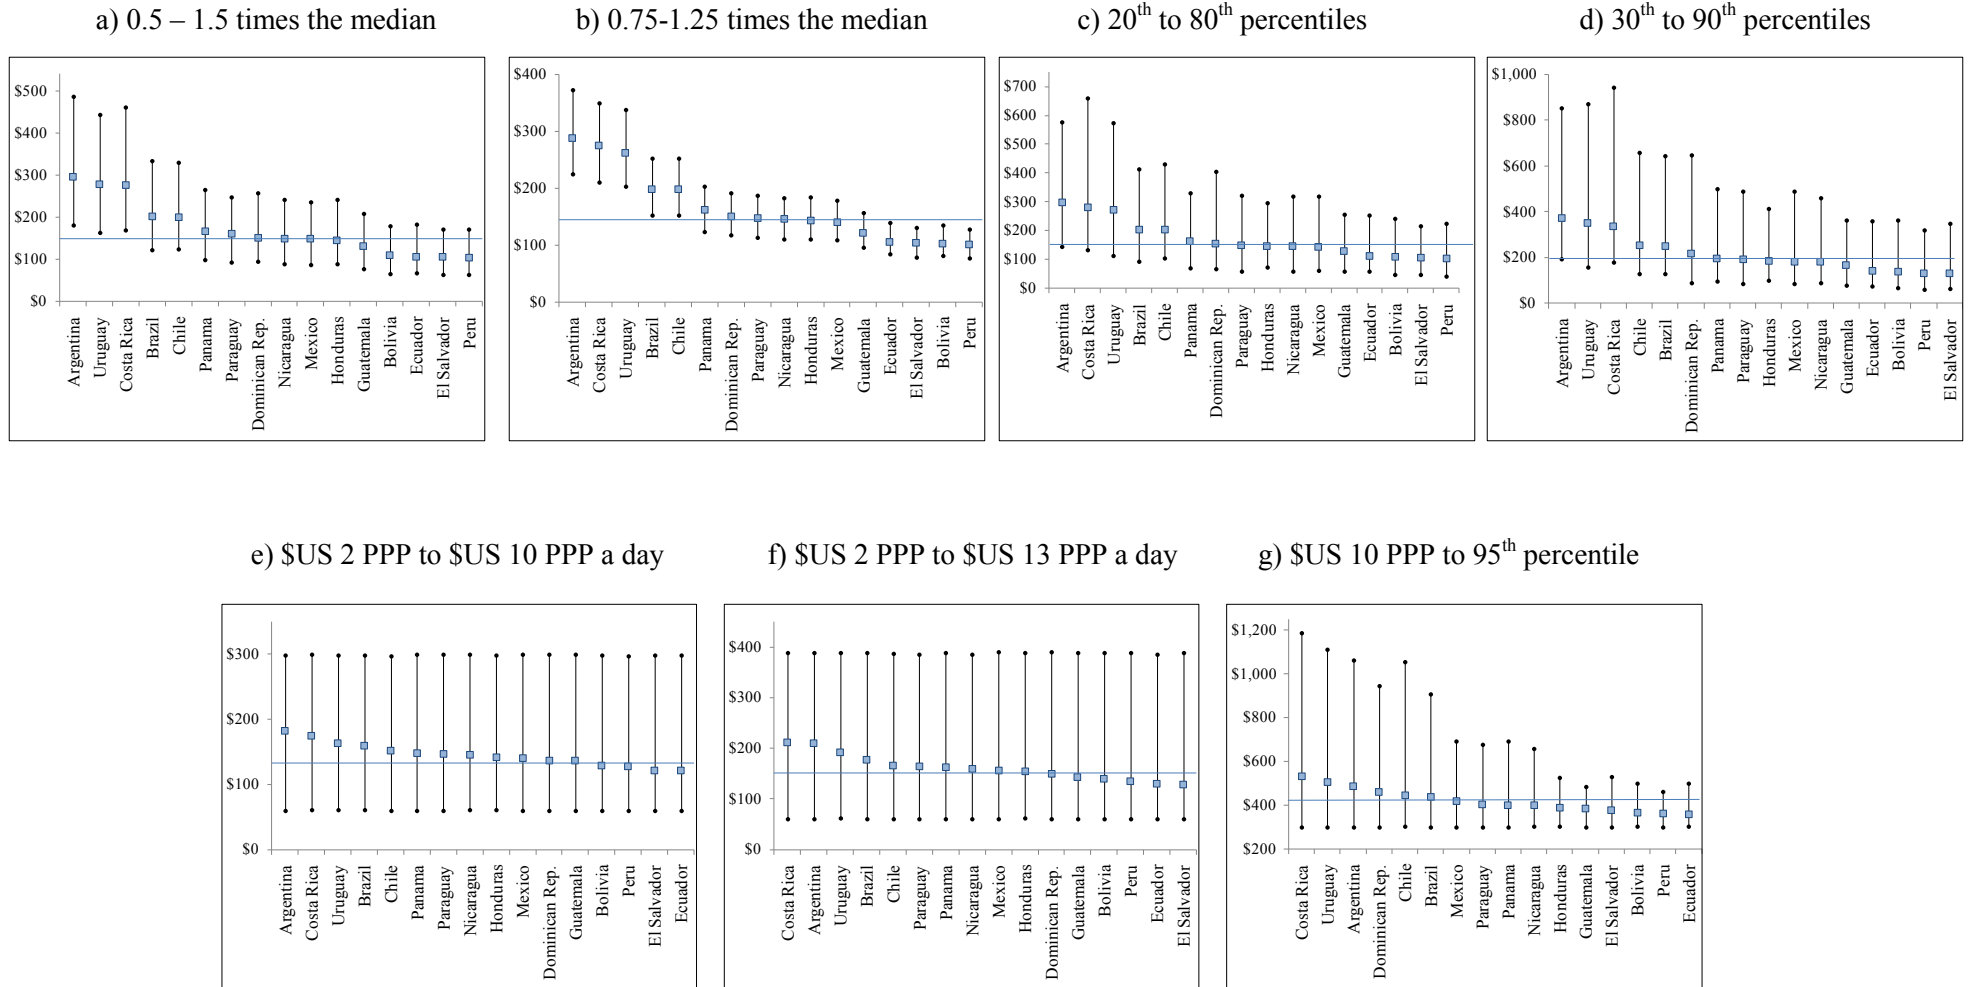 a) 0.5 – 1.5 times the median
$500
$400
$300
$200
$100
$0
Argentina
Uruguay
Costa Rica
Brazil
Chile
Panama
Paraguay
Dominican Rep.
Nicaragua
Mexico
Honduras
Guatemala
Bolivia
Ecuador
El Salvador
Peru
b) 0.75-1.25 times the median
$400
$300
$200
$100
$0
Argentina
Costa Rica
Uruguay
Brazil
Chile
Panama
Dominican Rep.
Paraguay
Nicaragua
Honduras
Mexico
Guatemala
Ecuador
El Salvador
Bolivia
Peru
c) 20th to 80th percentiles
$700
$600
$500
$400
$300
$200
$100
$0
Argentina
Costa Rica
Uruguay
Brazil
Chile
Panama
Dominican Rep.
Paraguay
Honduras
Nicaragua
Mexico
Guatemala
Ecuador
Bolivia
El Salvador
Peru
d) 30th to 90th percentiles
$1,000
$800
$600
$400
$200
$0
Argentina
Uruguay
Costa Rica
Chile
Brazil
Dominican Rep.
Panama
Paraguay
Honduras
Mexico
Nicaragua
Guatemala
Ecuador
Bolivia
Peru
El Salvador
e) $US 2 PPP to $US 10 PPP a day
$300
$200
$100
$0
Argentina
Costa Rica
Uruguay
Brazil
Chile
Panama
Paraguay
Nicaragua
Honduras
Mexico
Dominican Rep.
Guatemala
Bolivia
Peru
El Salvador
Ecuador
f) $US 2 PPP to $US 13 PPP a day
$400
$300
$200
$100
$0
Costa Rica
Argentina
Uruguay
Brazil
Chile
Paraguay
Panama
Nicaragua
Mexico
Honduras
Dominican Rep.
Guatemala
Bolivia
Peru
Ecuador
El Salvador
g) $US 10 PPP to 95th percentile
$1,200
$1,000
$800
$600
$400
$200
Costa Rica
Uruguay
Argentina
Dominican Rep.
Chile
Brazil
Mexico
Paraguay
Panama
Nicaragua
Honduras
Guatemala
El Salvador
Bolivia
Peru
Ecuador